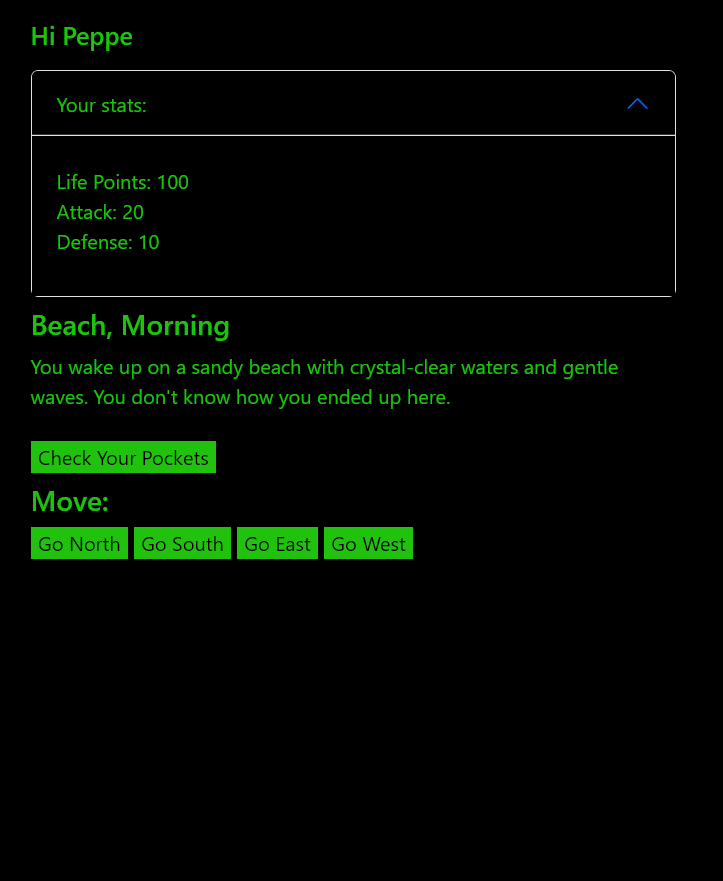 Hi Peppe
Your stats:
Life Points: 100
Attack: 20
Defense: 10
Beach, Morning
You wake up on a sandy beach with crystal-clear waters and gentle
waves. You don't know how you ended up here.
Check Your Pockets
Move:
Go North Go South Go East Go West